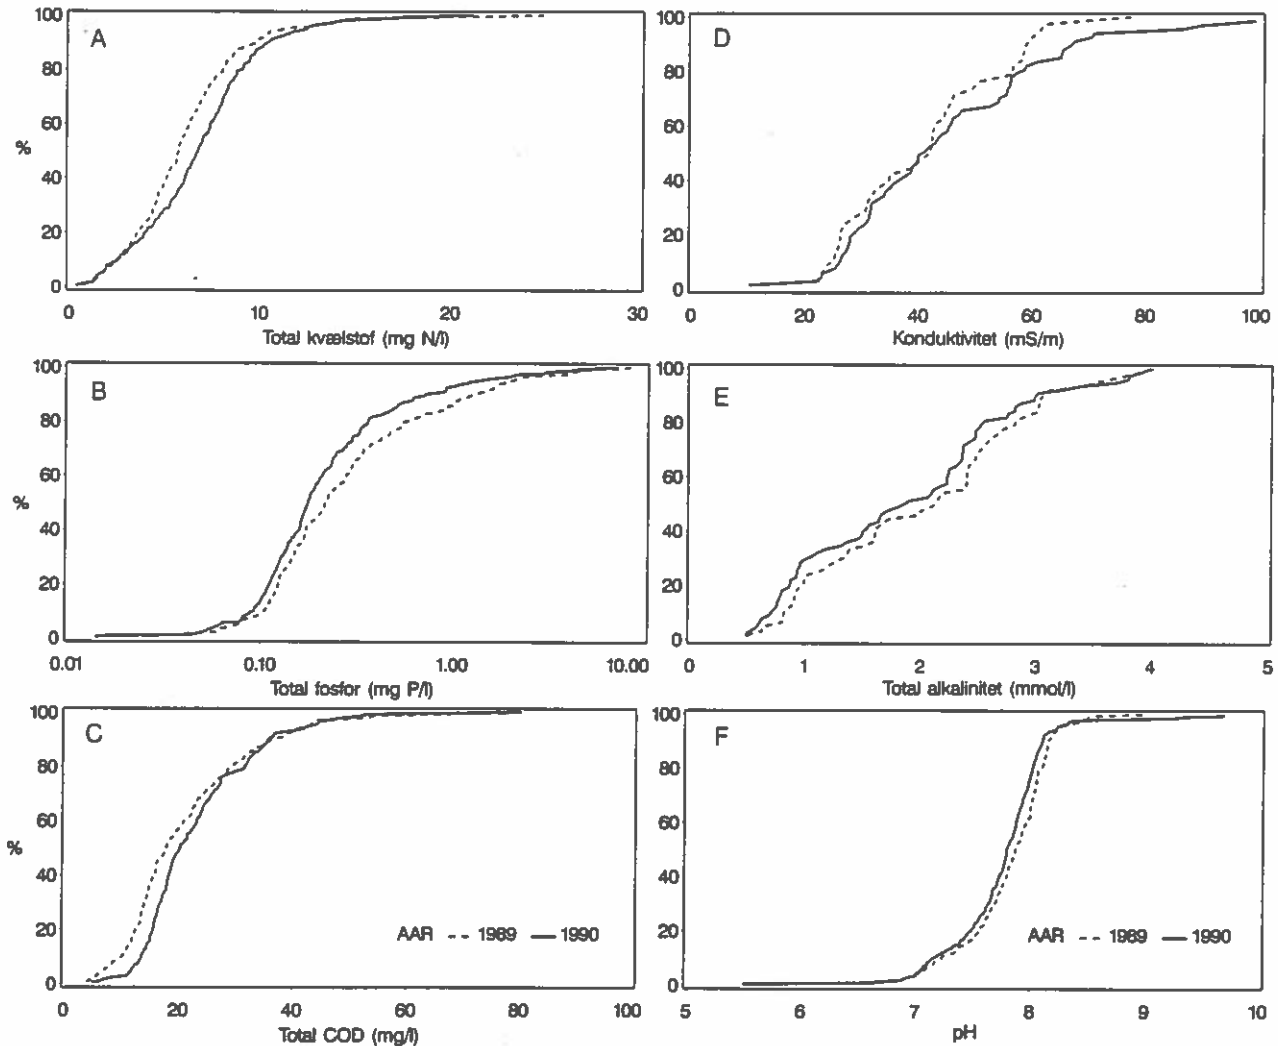 A
100
80
60
%
40
20
0
0 10 20 30
Total kvælstof (mg N/l)
D
100
80
60
40
20
0
0 20 40 60 80 100
Konduktivitet (mS/m)
B
100
80
60
%
40
20
0
0.01 0.10 1.00 10.00
Total fosfor (mg P/l)
E
100
80
60
40
20
0
0 1 2 3 4 5
Total alkalinitet (mmol/l)
C
100
80
60
%
40
20
0
AAR 1989 1990
0 20 40 60 80 100
Total COD (mg/l)
F
100
80
60
40
20
0
AAR 1989 1990
5 6 7 8 9 10
pH